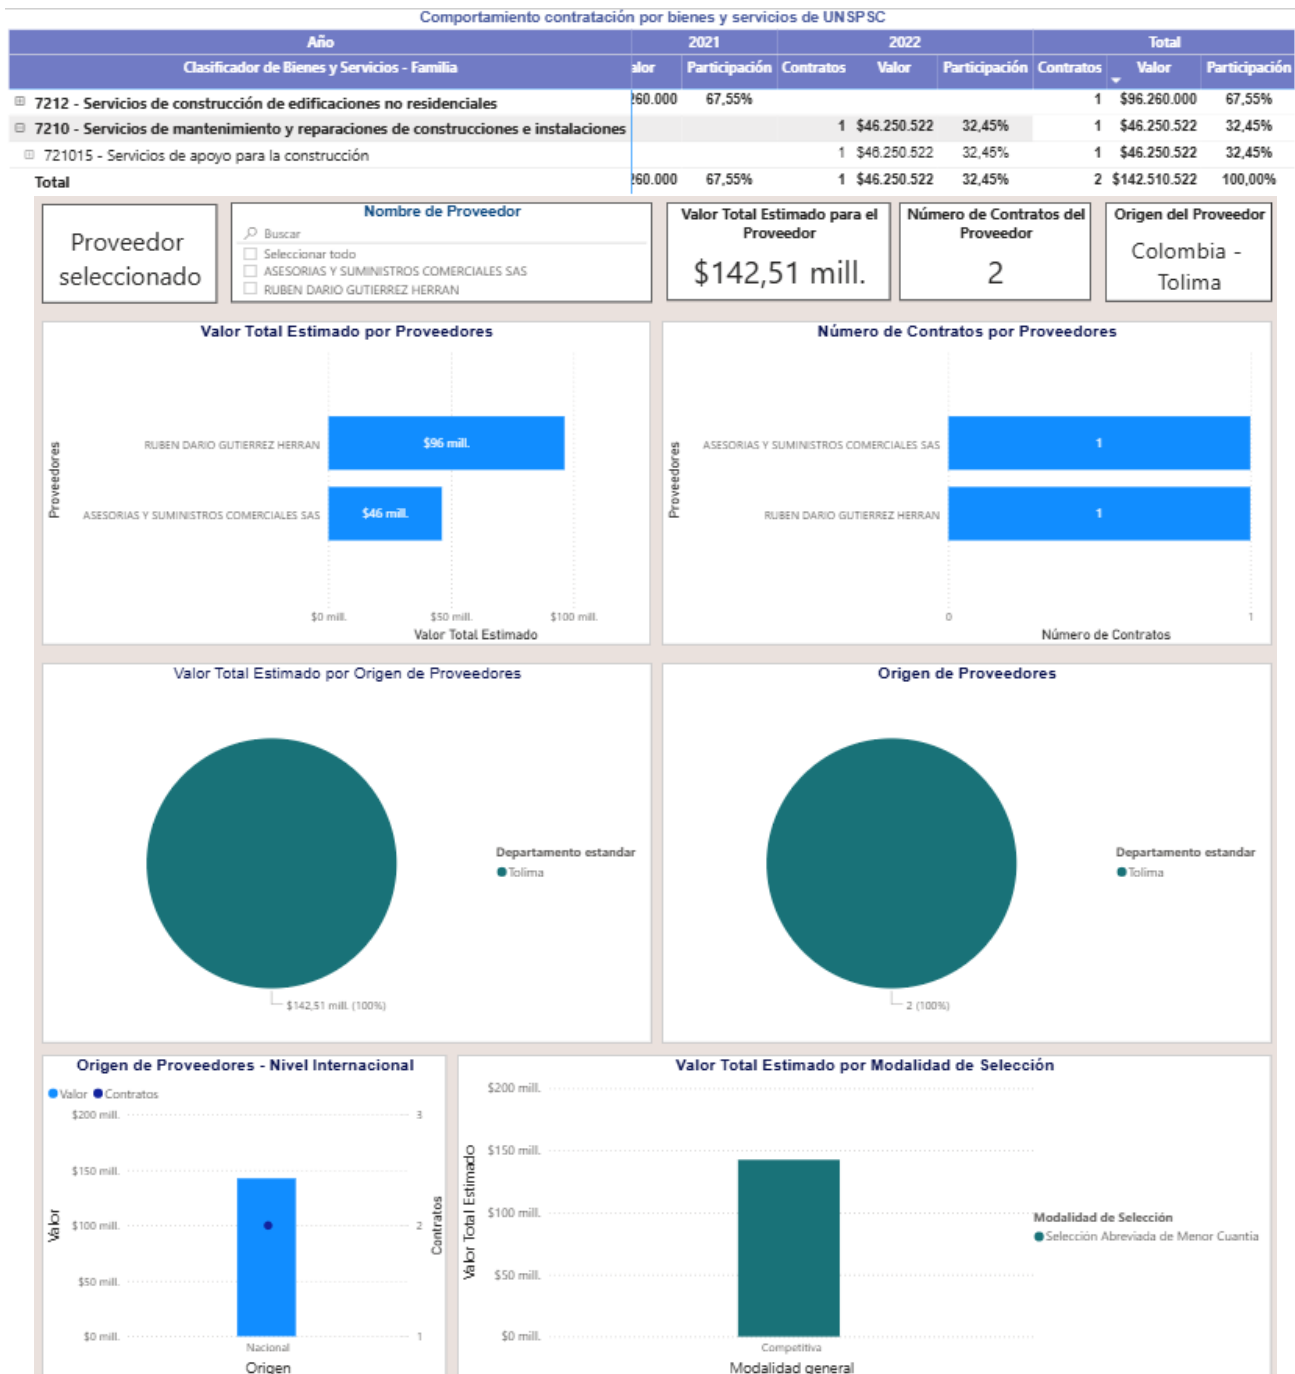 Comportamiento contratación por bienes y servicios de UNSPSC
Año 2021 2022 Total
Clasificador de Bienes y Servicios - Familia alor Participación Contratos Valor Participación Contratos Valor Participación
7212 - Servicios de construcción de edificaciones no residenciales 260.000 67,55% 1 $96.260.000 67,55%
7210 - Servicios de mantenimiento y reparaciones de construcciones e instalaciones 1 $46.250.522 32,45% 1 $46.250.522 32,45%
721015 - Servicios de apoyo para la construcción 1 $46.250.522 32,45% 1 $46.250.522 32,45%
Total 260.000 67,55% 1 $46.250.522 32,45% 2 $142.510.522 100,00%
Proveedor
seleccionado
Nombre de Proveedor
Buscar
Seleccionar todo
ASESORIAS Y SUMINISTROS COMERCIALES SAS
RUBEN DARIO GUTIERREZ HERRAN
Valor Total Estimado para el
Proveedor
$142,51 mill.
Número de Contratos del
Proveedor
2
Origen del Proveedor
Colombia -
Tolima
Valor Total Estimado por Proveedores
Proveedores
RUBEN DARIO GUTIERREZ HERRAN $96 mill.
ASESORIAS Y SUMINISTROS COMERCIALES SAS $46 mill.
$0 mill. $50 mill. $100 mill.
Valor Total Estimado
Número de Contratos por Proveedores
Proveedores
ASESORIAS Y SUMINISTROS COMERCIALES SAS 1
RUBEN DARIO GUTIERREZ HERRAN 1
0 1
Número de Contratos
Valor Total Estimado por Origen de Proveedores
Departamento estandar
Tolima
$142,51 mill. (100%)
Origen de Proveedores
Departamento estandar
Tolima
2 (100%)
Origen de Proveedores - Nivel Internacional
Valor Contratos
$200 mill. 3
$150 mill.
$100 mill. 2
$50 mill.
$0 mill. 1
Valor
Contratos
Nacional
Origen
Valor Total Estimado por Modalidad de Selección
$200 mill.
$150 mill.
$100 mill.
$50 mill.
$0 mill.
Valor Total Estimado
Competitiva
Modalidad general
Modalidad de Selección
Selección Abreviada de Menor Cuantia